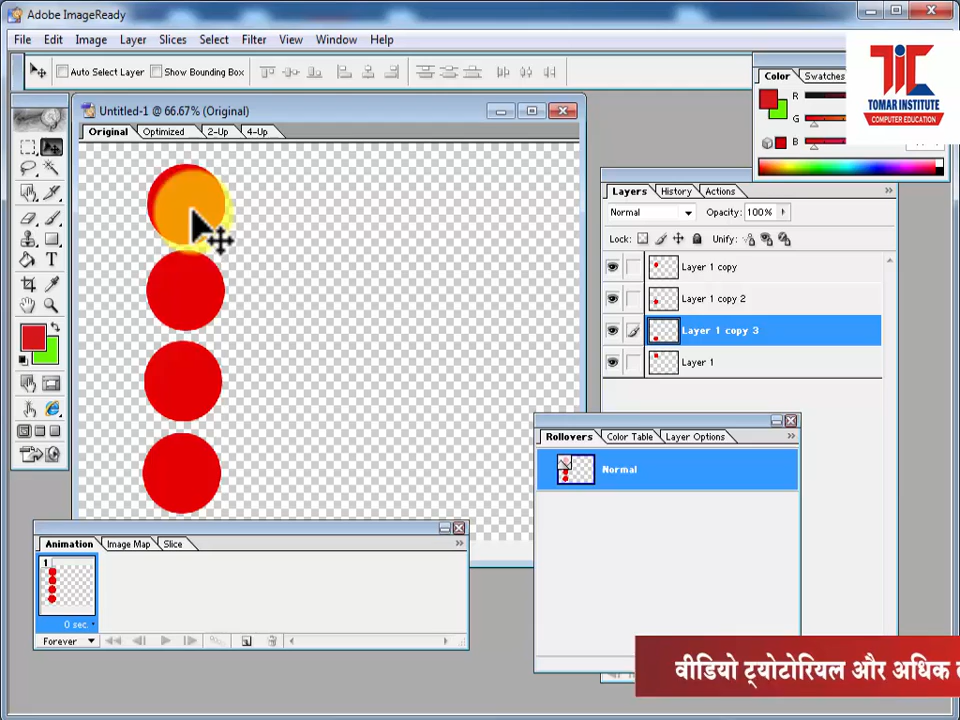 Adobe ImageReady
File Edit Image Layer Slices Select Filter View Window Help
Auto Select Layer Show Bounding Box
Color Swatches
R
G
B
TiC
TOMAR INSTITUTE
COMPUTER EDUCATION
Untitled-1 @ 66.67% (Original)
Original Optimized 2-Up 4-Up
Layers History Actions
Normal Opacity: 100%
Lock: Unify:
Layer 1 copy
Layer 1 copy 2
Layer 1 copy 3
Layer 1
Rollovers Color Table Layer Options
Normal
Animation Image Map Slice
1
0 sec.
Forever
वीडियो ट्योटोरियल और अधिक